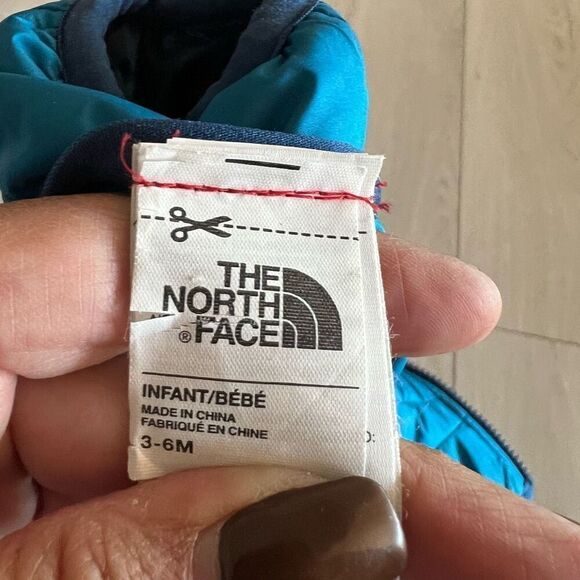 THE
NORTH
FACE
®
INFANT/BÉBÉ
MADE IN CHINA
FABRIQUÉ EN CHINE
3-6M